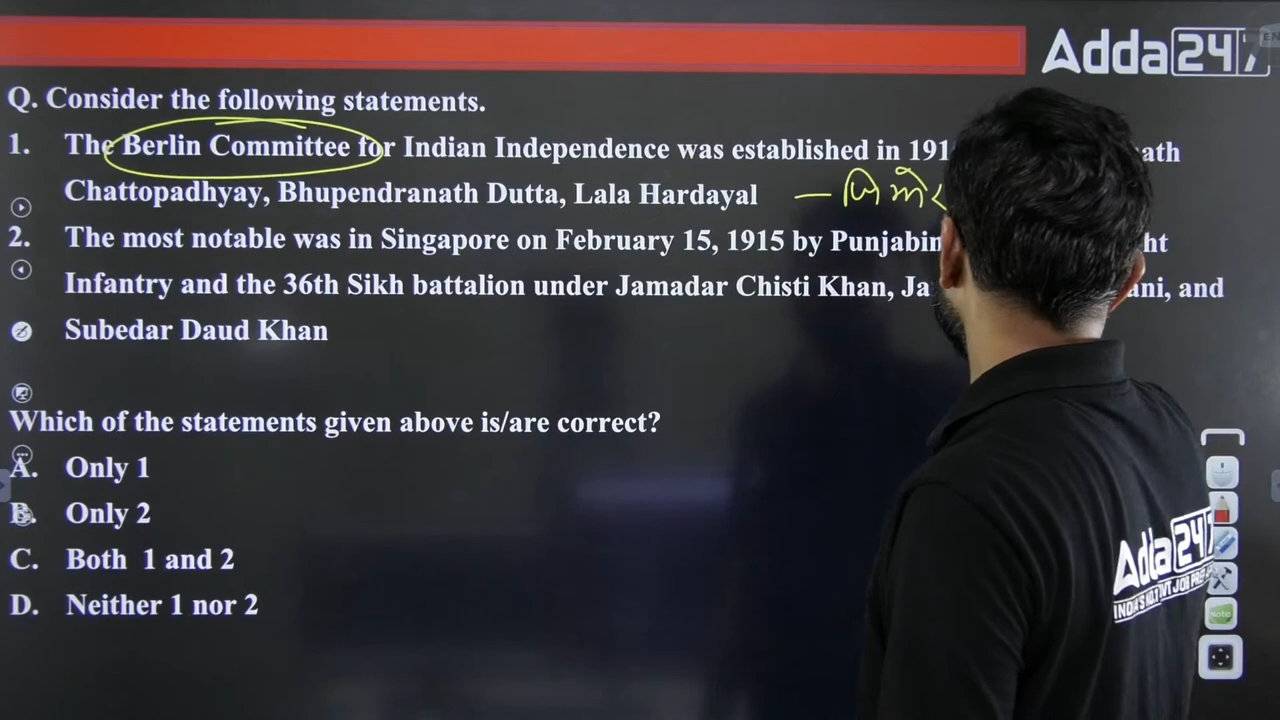 Adda247
Q. Consider the following statements.
1. The Berlin Committee for Indian Independence was established in
Chattopadhyay, Bhupendranath Dutta, Lala Hardayal
2. The most notable was in Singapore on February 15, 1915 by
Infantry and the 36th Sikh battalion under Jamadar Chisti Khan, and
Subedar Daud Khan
Which of the statements given above is/are correct?
A. Only 1
B. Only 2
C. Both 1 and 2
D. Neither 1 nor 2
Adda247
Note
EN